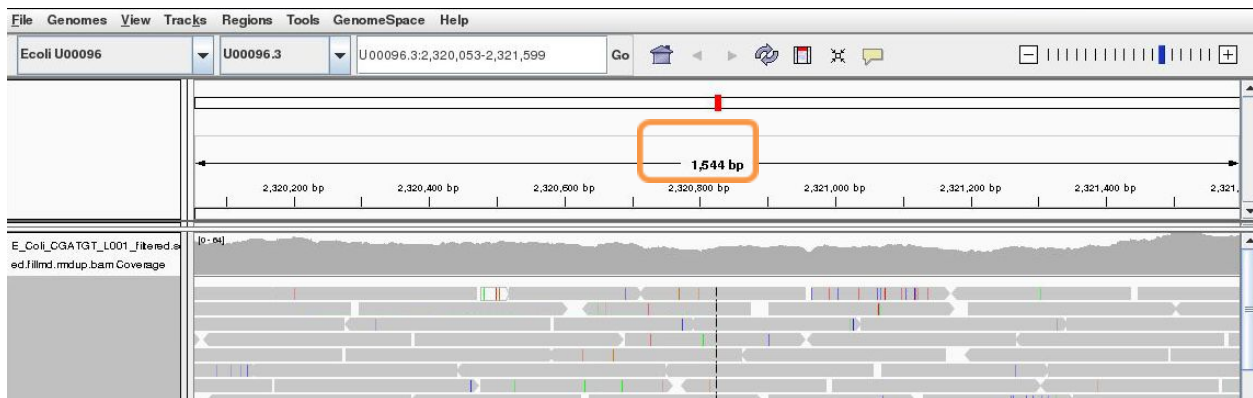 File Genomes View Tracks Regions Tools GenomeSpace Help
Ecoli U00096 U00096.3 U00096.3:2,320,053-2,321,599 Go
1,544 bp
2,320,200 bp 2,320,400 bp 2,320,600 bp 2,320,800 bp 2,321,000 bp 2,321,200 bp 2,321,400 bp 2,321,
E_Coli_CGATGT_L001_filtered.s
ed.fillmd.rmdup.bam Coverage
[0 - 64]